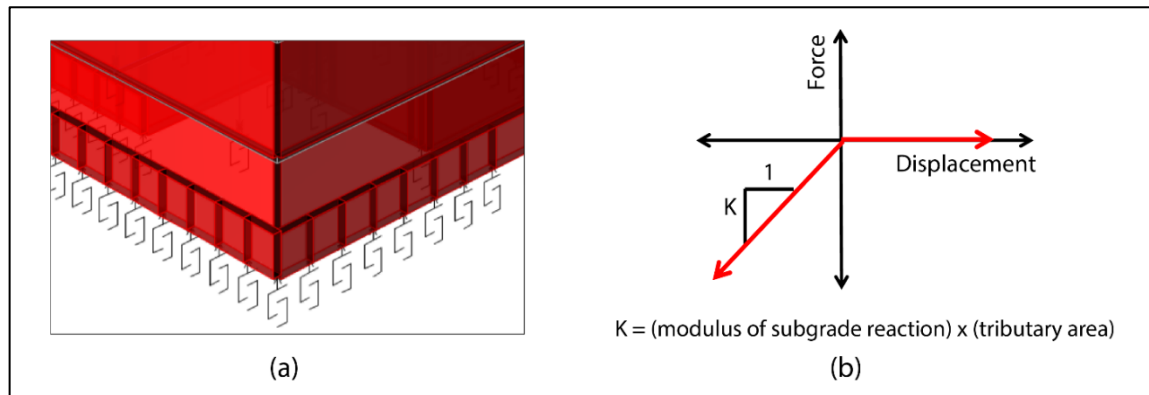 Force
Displacement
1
K
K = (modulus of subgrade reaction) x (tributary area)
(a)
(b)